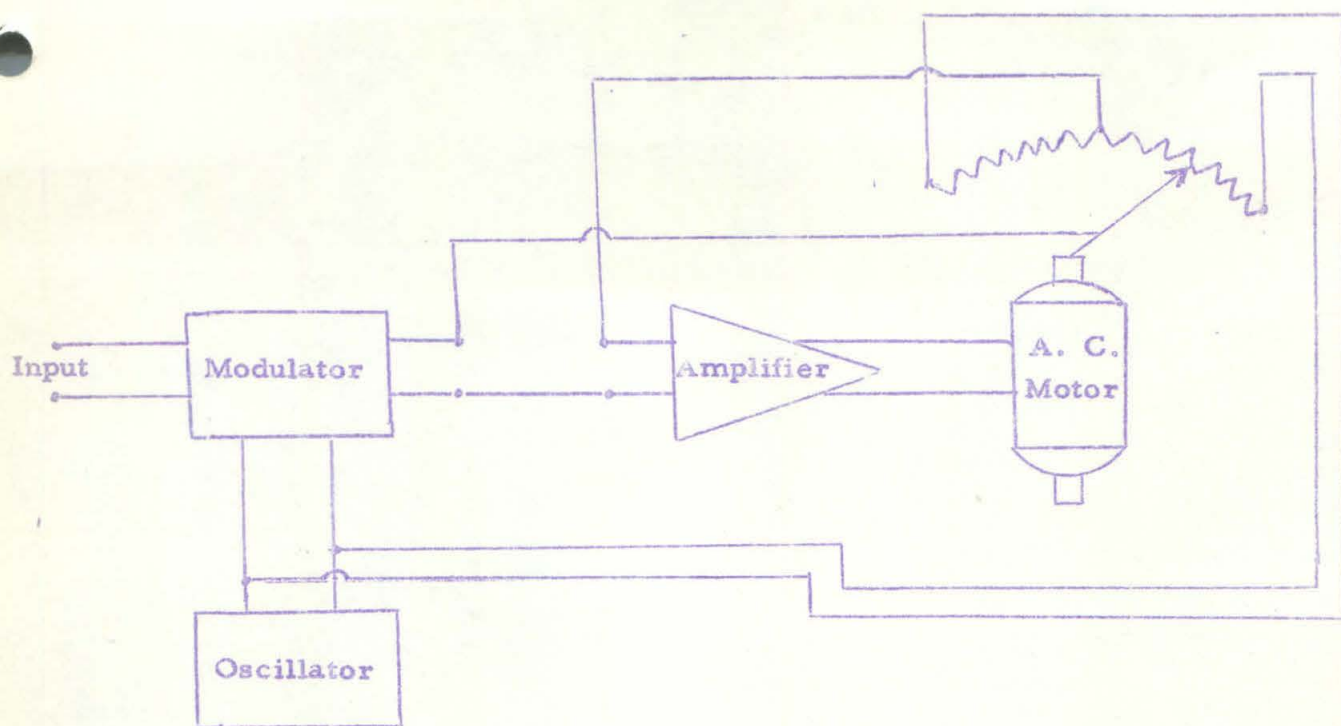 Input
Modulator
Amplifier
A. C.
Motor
Oscillator